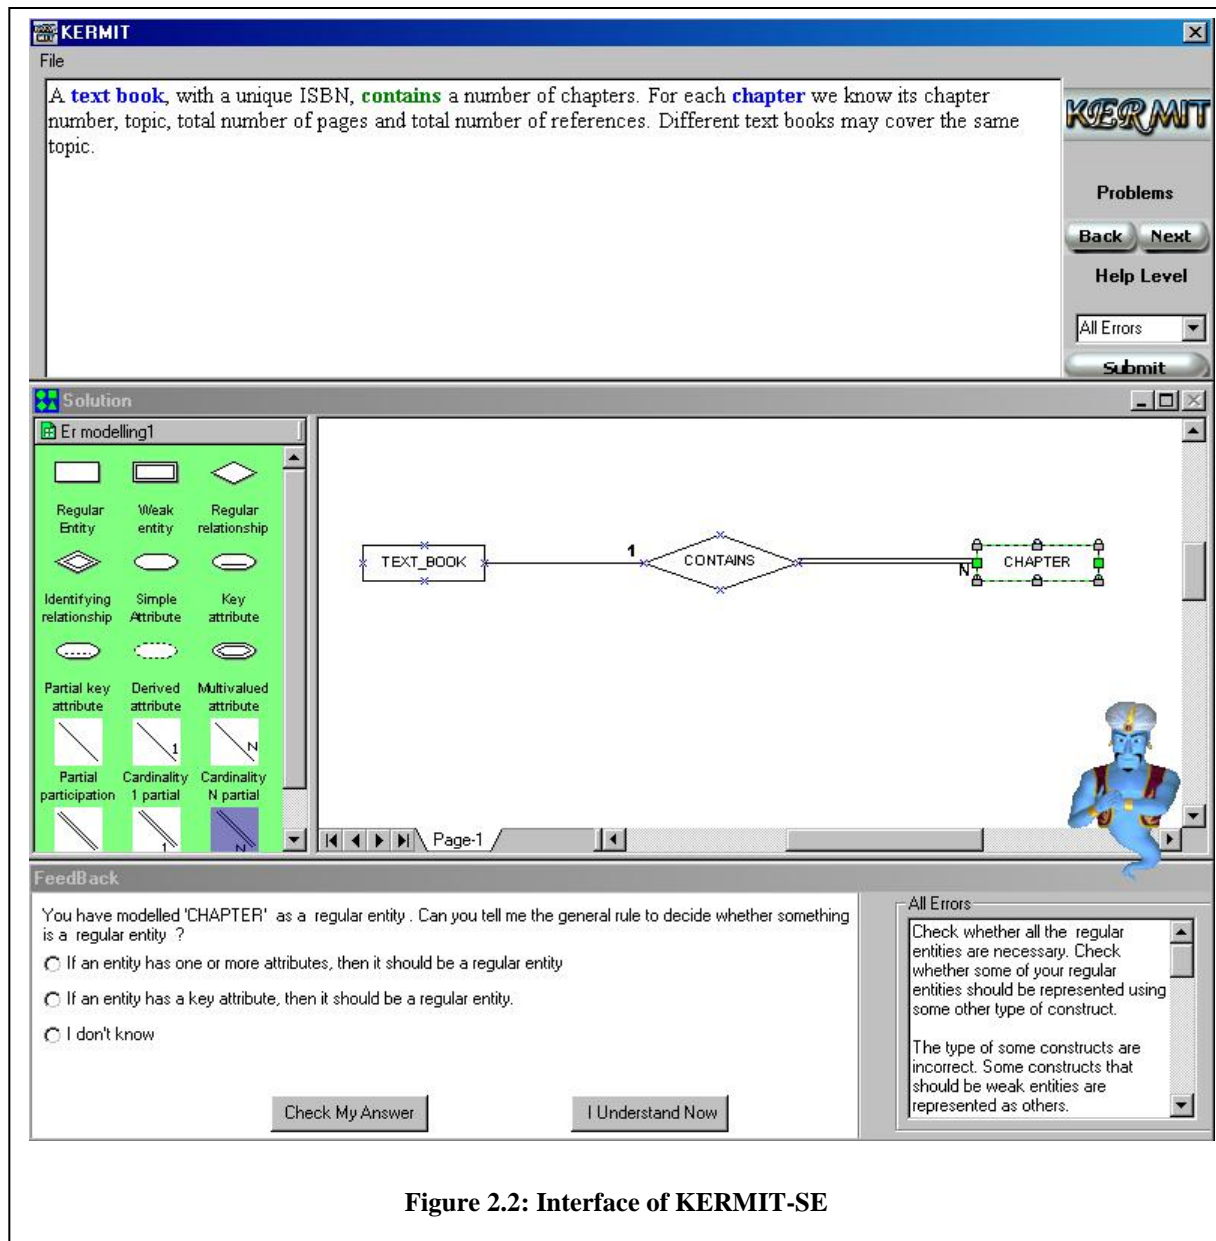 KERMIT
File
A text book, with a unique ISBN, contains a number of chapters. For each chapter we know its chapter
number, topic, total number of pages and total number of references. Different text books may cover the same
topic.
KERMIT
Problems
Back Next
Help Level
All Errors
Submit
Solution
Er modelling1
Regular Weak Regular
Entity entity relationship
Identifying Simple Key
relationship Attribute attribute
Partial key Derived Multivalued
attribute attribute attribute
1 N
Partial Cardinality Cardinality
participation 1 partial N partial
1 N
TEXT_BOOK 1 CONTAINS N CHAPTER
Page-1
FeedBack
You have modelled 'CHAPTER' as a regular entity . Can you tell me the general rule to decide whether something
is a regular entity ?
If an entity has one or more attributes, then it should be a regular entity
If an entity has a key attribute, then it should be a regular entity.
I don't know
Check My Answer I Understand Now
All Errors
Check whether all the regular
entities are necessary. Check
whether some of your regular
entities should be represented using
some other type of construct.
The type of some constructs are
incorrect. Some constructs that
should be weak entities are
represented as others.
Figure 2.2: Interface of KERMIT-SE